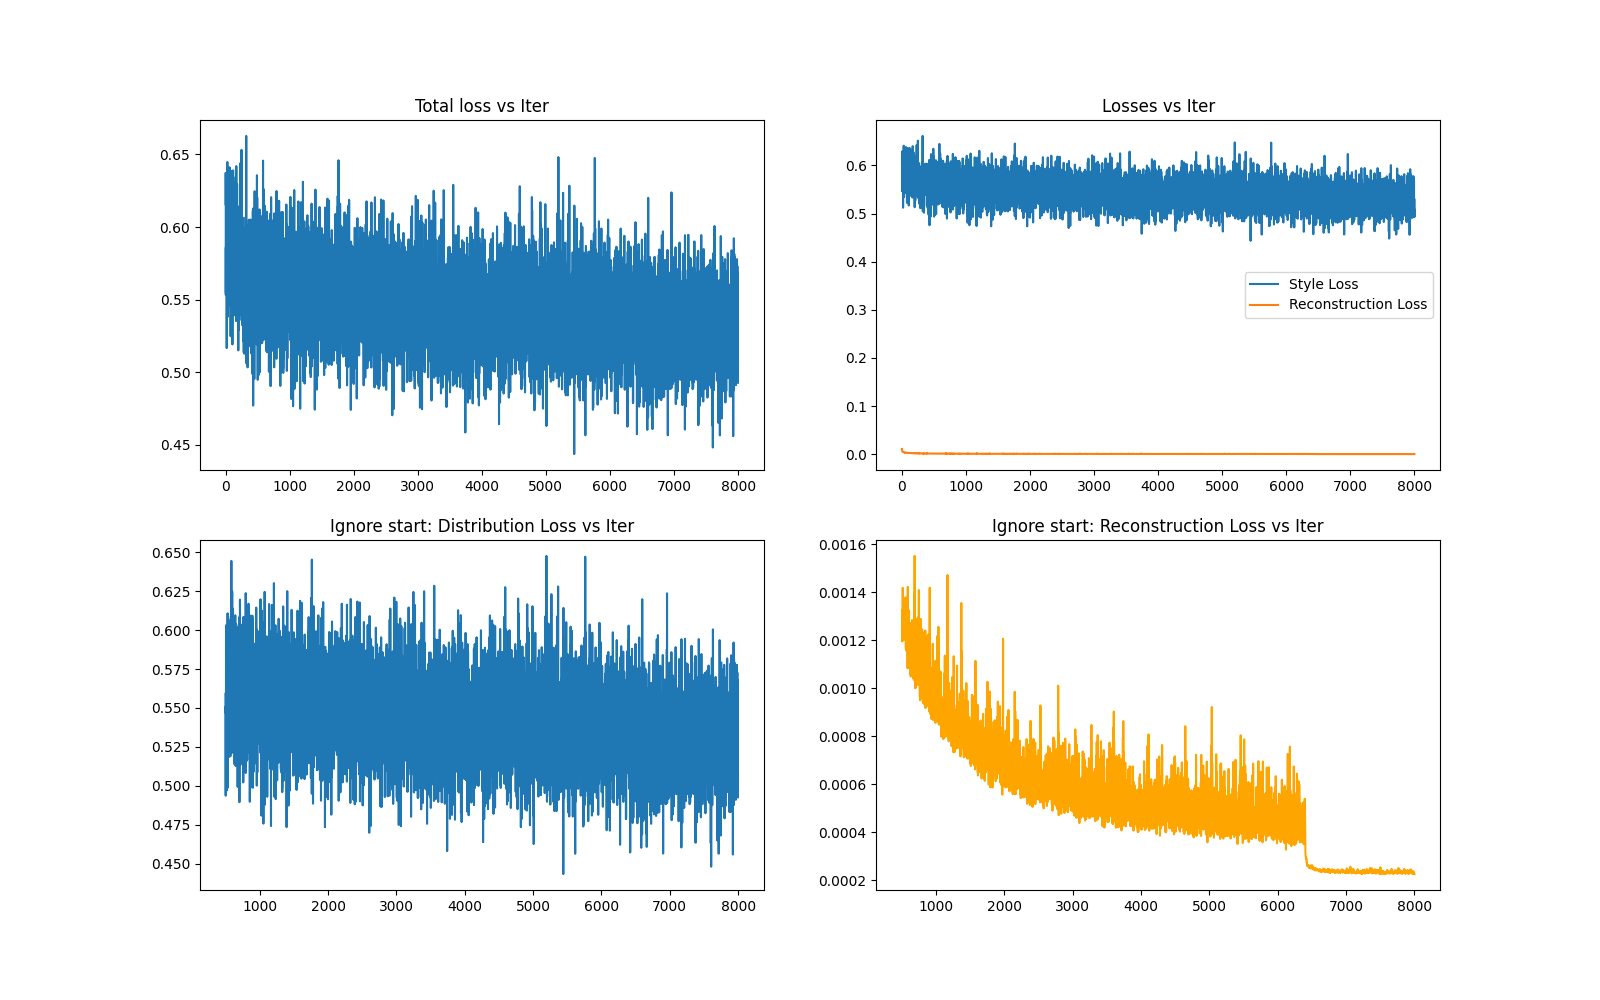 Total loss vs Iter
0.65
0.60
0.55
0.50
0.45
0 1000 2000 3000 4000 5000 6000 7000 8000
Losses vs Iter
0.6
0.5
0.4
0.3
0.2
0.1
0.0
Style Loss
Reconstruction Loss
0 1000 2000 3000 4000 5000 6000 7000 8000
Ignore start: Distribution Loss vs Iter
0.650
0.625
0.600
0.575
0.550
0.525
0.500
0.475
0.450
1000 2000 3000 4000 5000 6000 7000 8000
Ignore start: Reconstruction Loss vs Iter
0.0016
0.0014
0.0012
0.0010
0.0008
0.0006
0.0004
0.0002
1000 2000 3000 4000 5000 6000 7000 8000